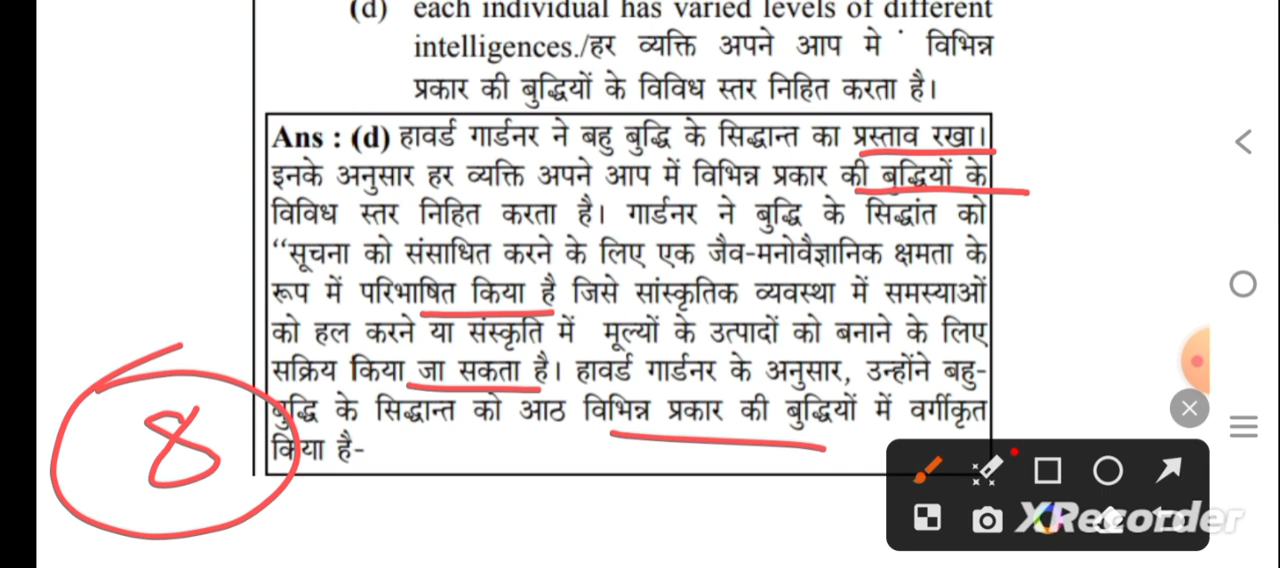 (d) each individual has varied levels of different
intelligences./हर व्यक्ति अपने आप मे विभिन्न
प्रकार की बुद्धियों के विविध स्तर निहित करता है।
Ans : (d) हावर्ड गार्डनर ने बहु बुद्धि के सिद्धान्त का प्रस्ताव रखा।
इनके अनुसार हर व्यक्ति अपने आप में विभिन्न प्रकार की बुद्धियों के
विविध स्तर निहित करता है। गार्डनर ने बुद्धि के सिद्धांत को
“सूचना को संसाधित करने के लिए एक जैव-मनोवैज्ञानिक क्षमता के
रूप में परिभाषित किया है जिसे सांस्कृतिक व्यवस्था में समस्याओं
को हल करने या संस्कृति में मूल्यों के उत्पादों को बनाने के लिए
सक्रिय किया जा सकता है। हावर्ड गार्डनर के अनुसार, उन्होंने बहु-
बुद्धि के सिद्धान्त को आठ विभिन्न प्रकार की बुद्धियों में वर्गीकृत
किया है-
8
XRecorder